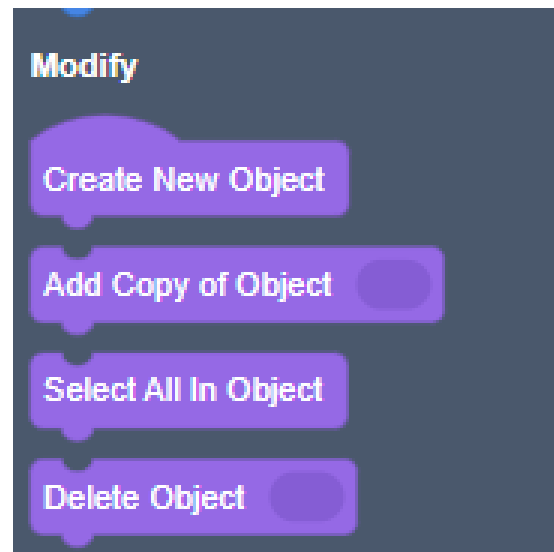 Modify
Create New Object
Add Copy of Object
Select All In Object
Delete Object